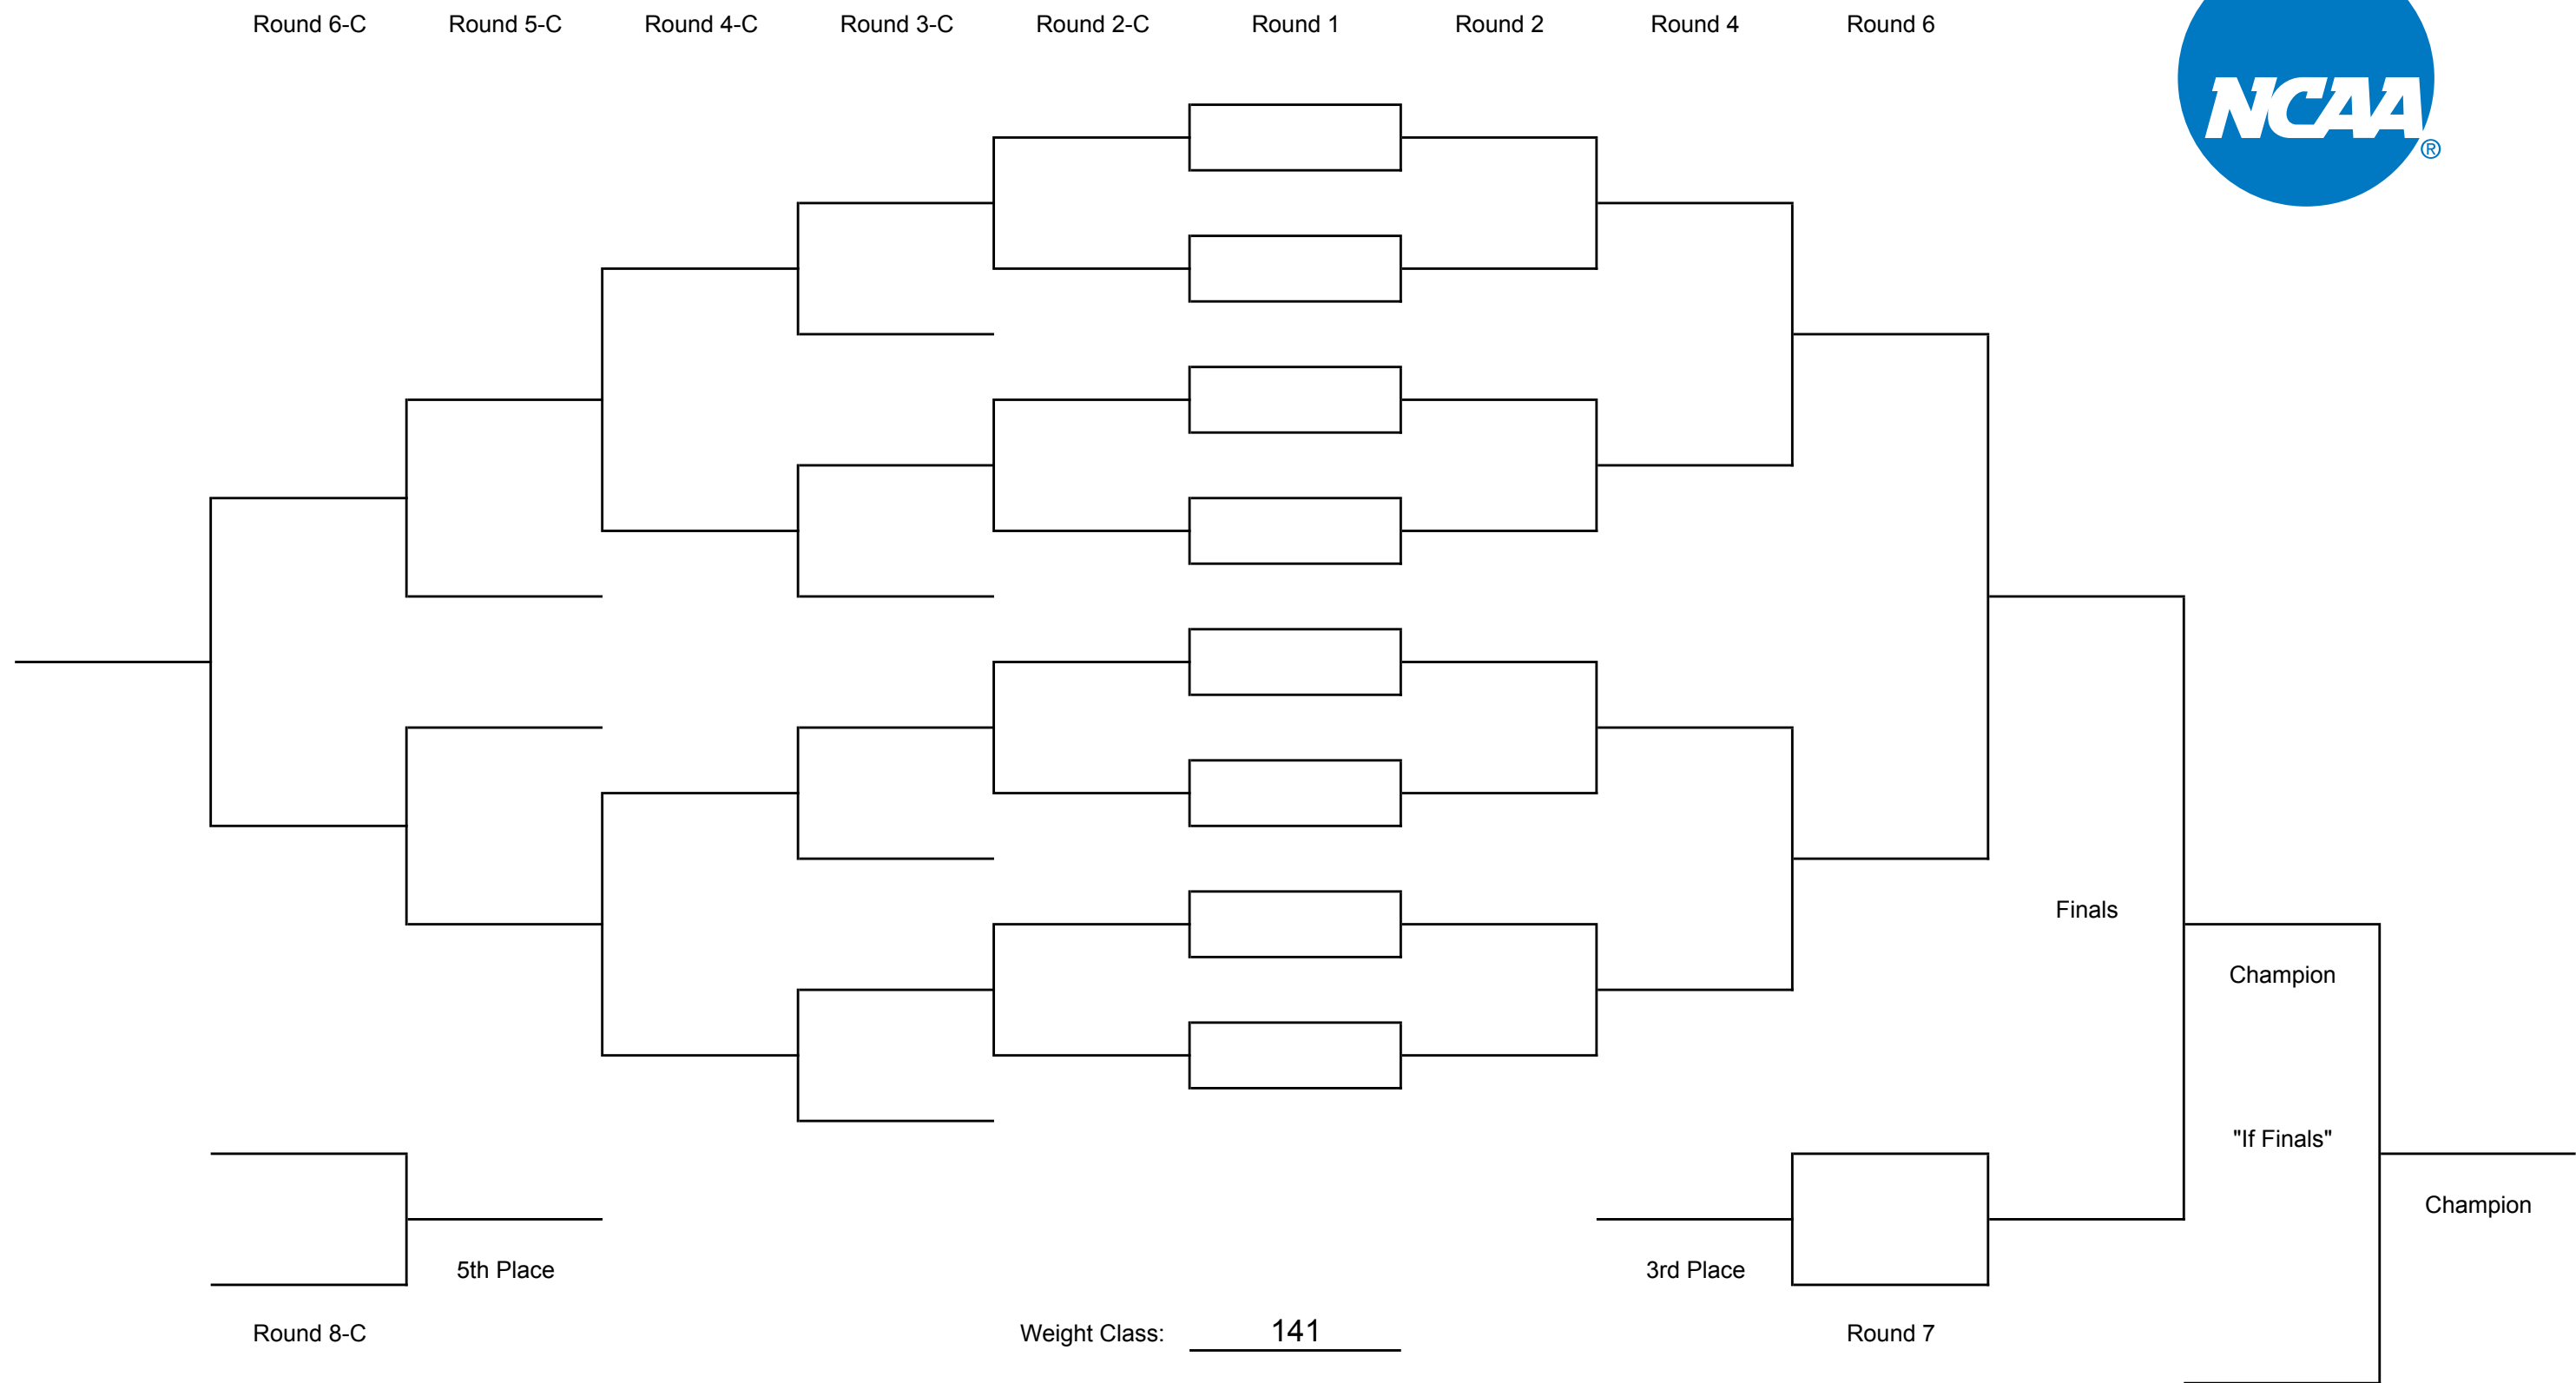 Round 6-C Round 5-C Round 4-C Round 3-C Round 2-C Round 1 Round 2 Round 4 Round 6
NCAA
®
Finals
Champion
"If Finals"
Champion
5th Place
3rd Place
Round 8-C
Weight Class: 141
Round 7